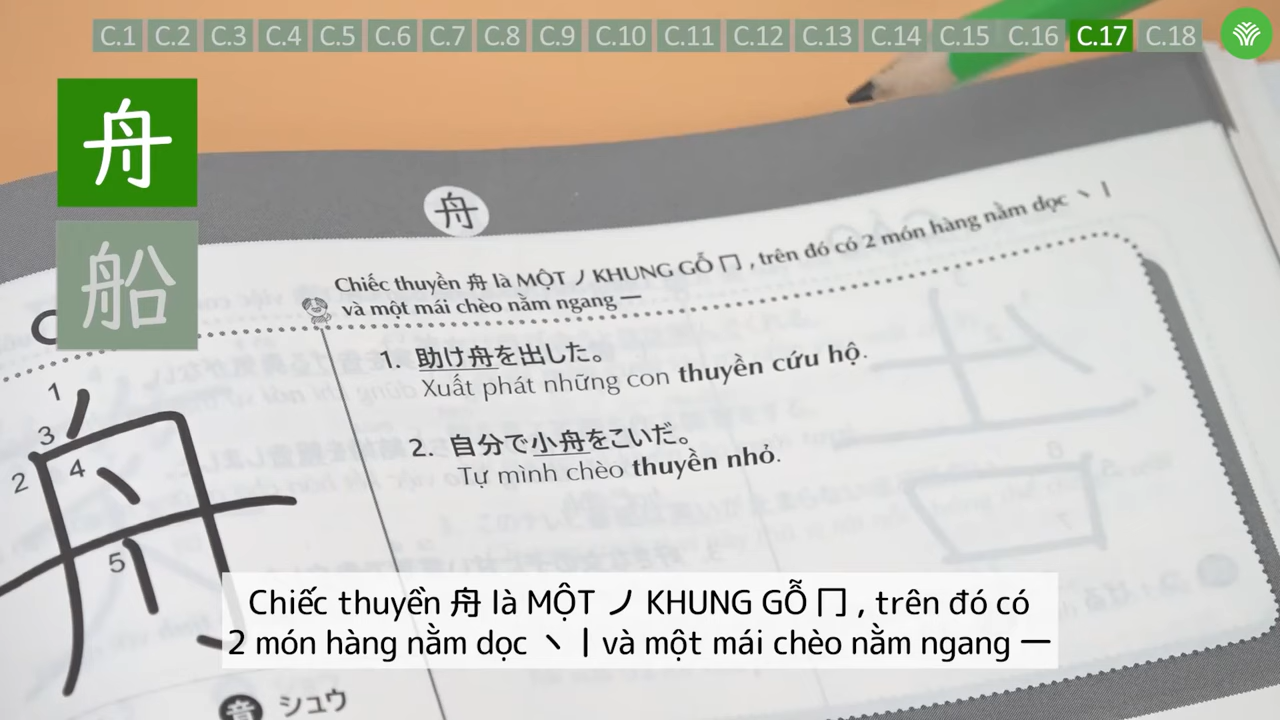 C.1 C.2 C.3 C.4 C.5 C.6 C.7 C.8 C.9 C.10 C.11 C.12 C.13 C.14 C.15 C.16 C.17 C.18
舟
船
舟
Chiếc thuyền 舟 là MỘT ノ KHUNG GỖ 冂 , trên đó có 2 món hàng nằm dọc 丶丨
và một mái chèo nằm ngang 一
1. 助け舟を出した。
Xuất phát những con thuyền cứu hộ.
2. 自分で小舟をこいだ。
Tự mình chèo thuyền nhỏ.
1
3
2
4
5
舟
音 シュウ
Chiếc thuyền 舟 là MỘT ノ KHUNG GỖ 冂 , trên đó có
2 món hàng nằm dọc 丶丨và một mái chèo nằm ngang 一